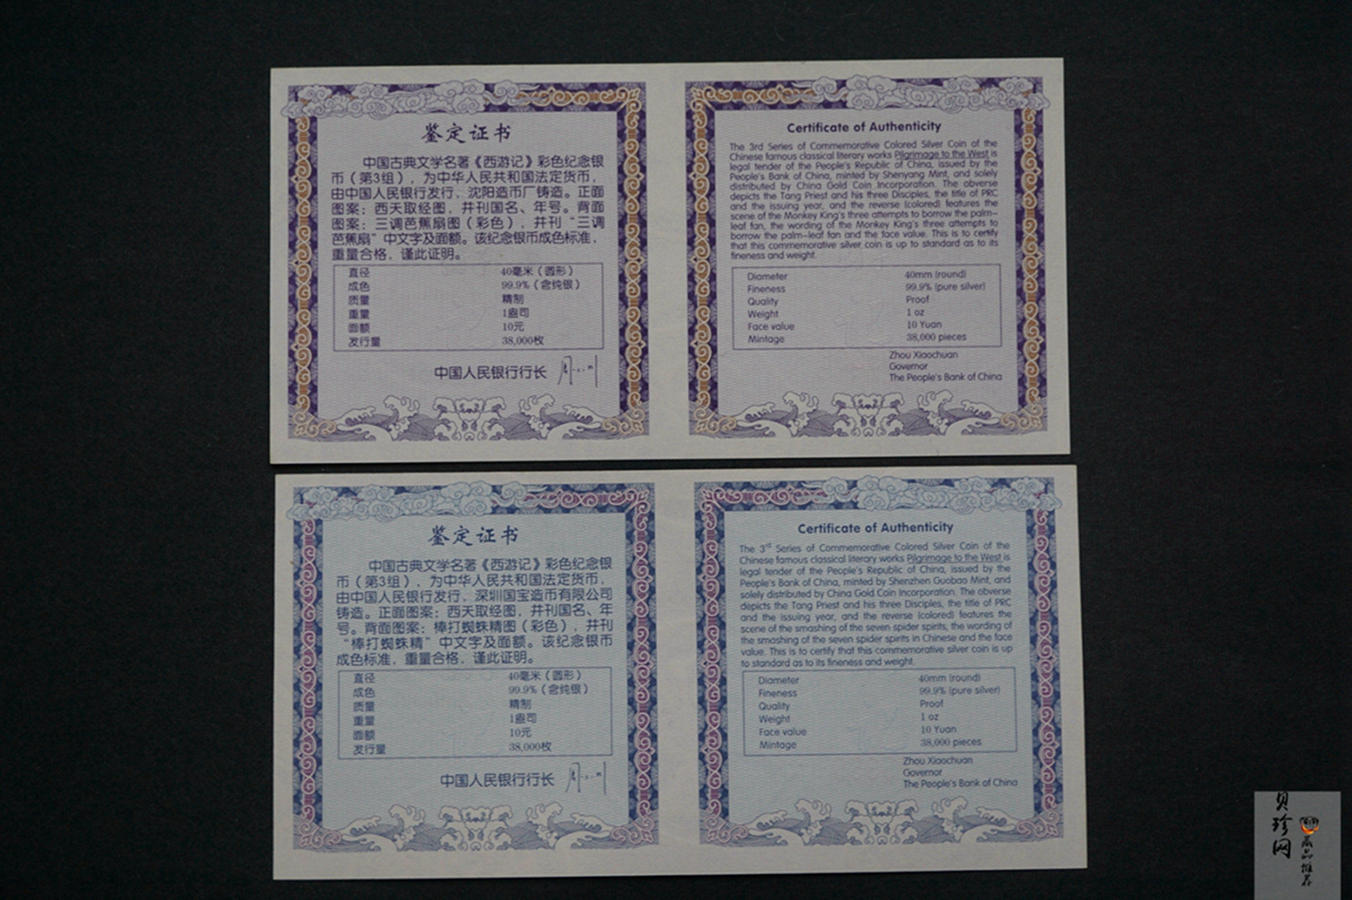 鉴定证书
中国古典文学名著《西游记》彩色纪念银
币（第3组），为中华人民共和国法定货币，
由中国人民银行发行，沈阳造币厂铸造。正面
图案：西天取经图，并刊国名、年号。背面
图案：三调芭蕉扇图（彩色），并刊“三调
芭蕉扇”中文字及面额。该纪念银币成色标准，
重量合格，谨此证明。
直径 40毫米（圆形）
成色 99.9%（含纯银）
质量 精制
重量 1盎司
面额 10元
发行量 38,000枚
中国人民银行行长
Certificate of Authenticity
The 3rd Series of Commemorative Colored Silver Coin of the
Chinese famous classical literary works Pilgrimage to the West is
legal tender of the People's Republic of China, issued by the
People's Bank of China, minted by Shenyang Mint, and solely
distributed by China Gold Coin Incorporation. The obverse
depicts the Tang Priest and his three Disciples, the title of PRC
and the issuing year, and the reverse (colored) features the
scene of the Monkey King's three attempts to borrow the palm-
leaf fan, the wording of the Monkey King's three attempts to
borrow the palm-leaf fan and the face value. This is to certify
that this commemorative silver coin is up to standard as to its
fineness and weight.
Diameter 40mm (round)
Fineness 99.9% (pure silver)
Quality Proof
Weight 1 oz
Face value 10 Yuan
Mintage 38,000 pieces
Zhou Xiaochuan
Governor
The People's Bank of China
鉴定证书
中国古典文学名著《西游记》彩色纪念银
币（第3组），为中华人民共和国法定货币，
由中国人民银行发行，深圳国宝造币有限公司
铸造。正面图案：西天取经图，并刊国名、年
号。背面图案：棒打蜘蛛精图（彩色），并刊
“棒打蜘蛛精”中文字及面额。该纪念银币
成色标准，重量合格，谨此证明。
直径 40毫米（圆形）
成色 99.9%（含纯银）
质量 精制
重量 1盎司
面额 10元
发行量 38,000枚
中国人民银行行长
Certificate of Authenticity
The 3rd Series of Commemorative Colored Silver Coin of the
Chinese famous classical literary works Pilgrimage to the West is
legal tender of the People's Republic of China, issued by the
People's Bank of China, minted by Shenzhen Guobao Mint, and
solely distributed by China Gold Coin Incorporation. The obverse
depicts the Tang Priest and his three Disciples, the title of PRC
and the issuing year, and the reverse (colored) features the
scene of the smashing of the seven spider spirits, the wording of
the smashing of the seven spider spirits in Chinese and the face
value. This is to certify that this commemorative silver coin is up
to standard as to its fineness and weight.
Diameter 40mm (round)
Fineness 99.9% (pure silver)
Quality Proof
Weight 1 oz
Face value 10 Yuan
Mintage 38,000 pieces
Zhou Xiaochuan
Governor
The People's Bank of China
贝珍网
商品推荐